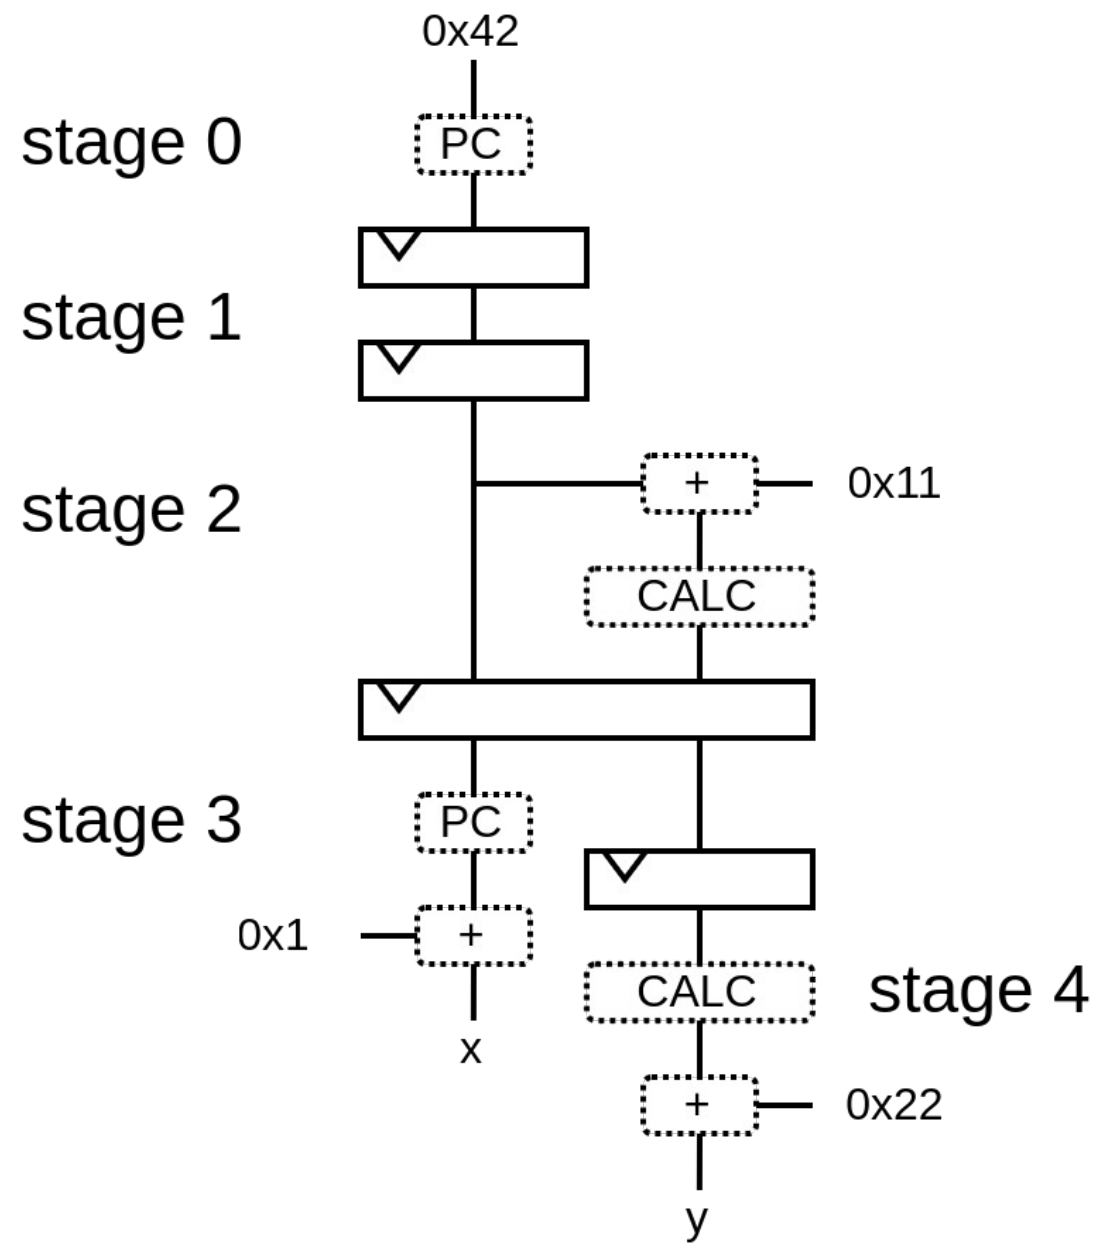 0x42
stage 0
PC
stage 1
stage 2
+
0x11
CALC
stage 3
PC
0x1
+
CALC
stage 4
x
+
0x22
y